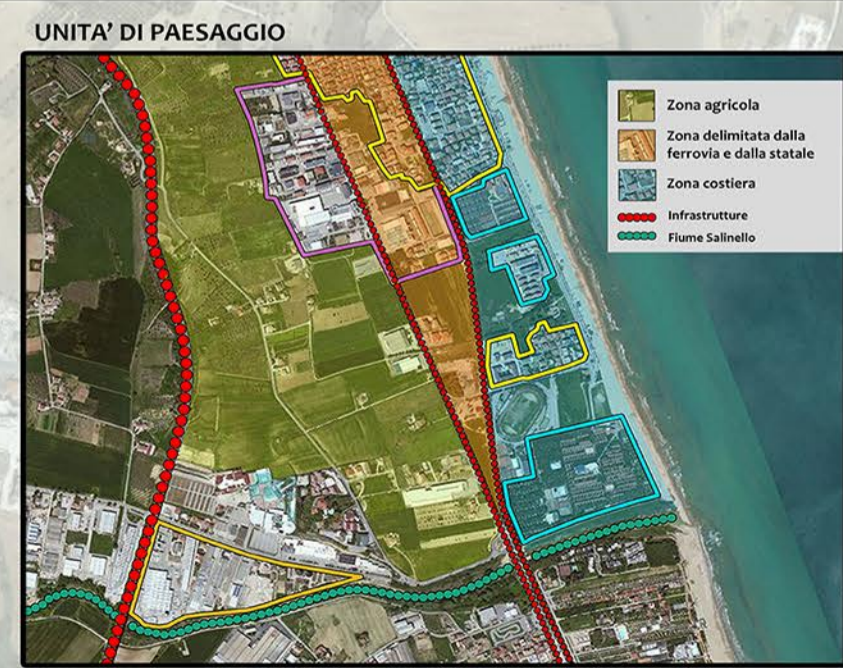 UNITA' DI PAESAGGIO
Zona agricola
Zona delimitata dalla
ferrovia e dalla statale
Zona costiera
Infrastrutture
Fiume Salinello